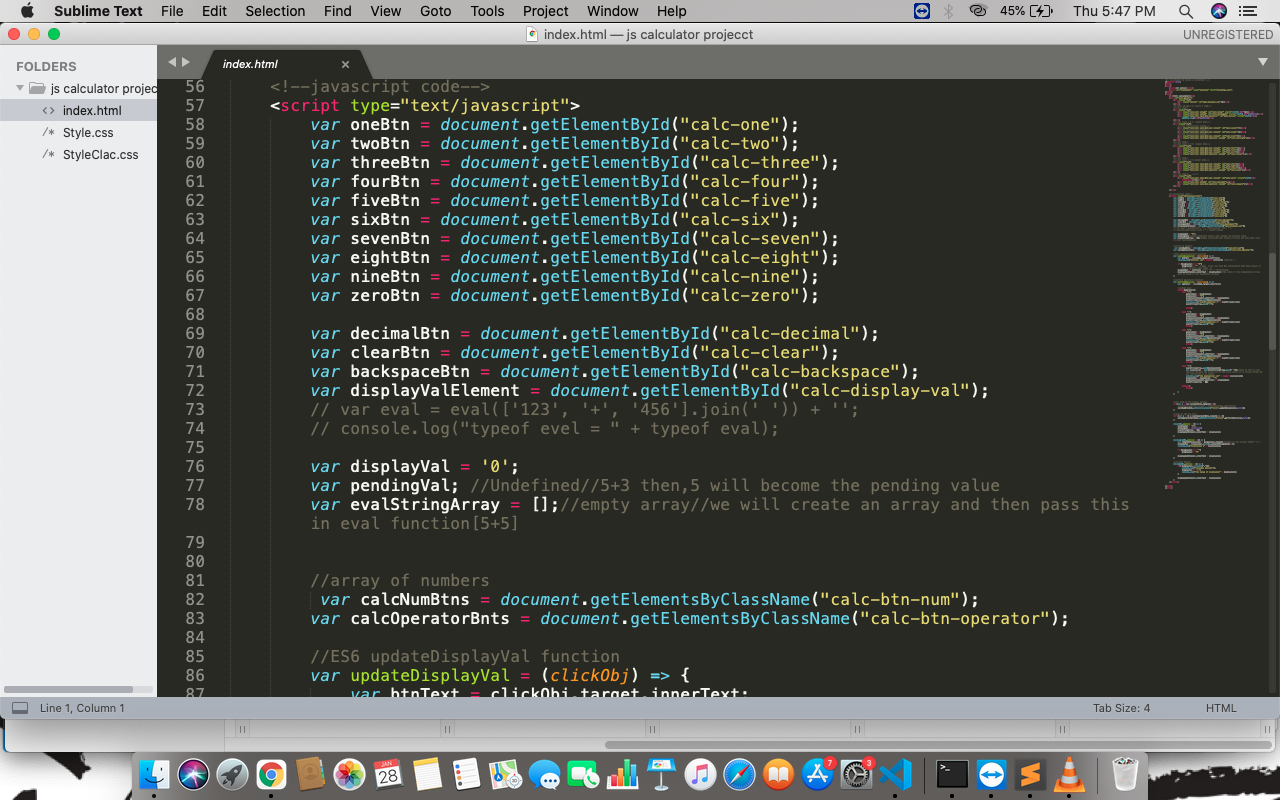 Sublime Text File Edit Selection Find View Goto Tools Project Window Help 45% Thu 5:47 PM
index.html — js calculator projecct UNREGISTERED
FOLDERS
js calculator projec
index.html
/* Style.css
/* StyleClac.css
index.html ×
56 <!--javascript code-->
57 <script type="text/javascript">
58 var oneBtn = document.getElementById("calc-one");
59 var twoBtn = document.getElementById("calc-two");
60 var threeBtn = document.getElementById("calc-three");
61 var fourBtn = document.getElementById("calc-four");
62 var fiveBtn = document.getElementById("calc-five");
63 var sixBtn = document.getElementById("calc-six");
64 var sevenBtn = document.getElementById("calc-seven");
65 var eightBtn = document.getElementById("calc-eight");
66 var nineBtn = document.getElementById("calc-nine");
67 var zeroBtn = document.getElementById("calc-zero");
68
69 var decimalBtn = document.getElementById("calc-decimal");
70 var clearBtn = document.getElementById("calc-clear");
71 var backspaceBtn = document.getElementById("calc-backspace");
72 var displayValElement = document.getElementById("calc-display-val");
73 // var eval = eval(['123', '+', '456'].join(' ')) + '';
74 // console.log("typeof evel = " + typeof eval);
75
76 var displayVal = '0';
77 var pendingVal; //Undefined//5+3 then,5 will become the pending value
78 var evalStringArray = [];//empty array//we will create an array and then pass this
in eval function[5+5]
79
80
81 //array of numbers
82 var calcNumBtns = document.getElementsByClassName("calc-btn-num");
83 var calcOperatorBnts = document.getElementsByClassName("calc-btn-operator");
84
85 //ES6 updateDisplayVal function
86 var updateDisplayVal = (clickObj) => {
87 var btnText = clickObj.target.innerText;
Line 1, Column 1 Tab Size: 4 HTML
JAN
28
7
3